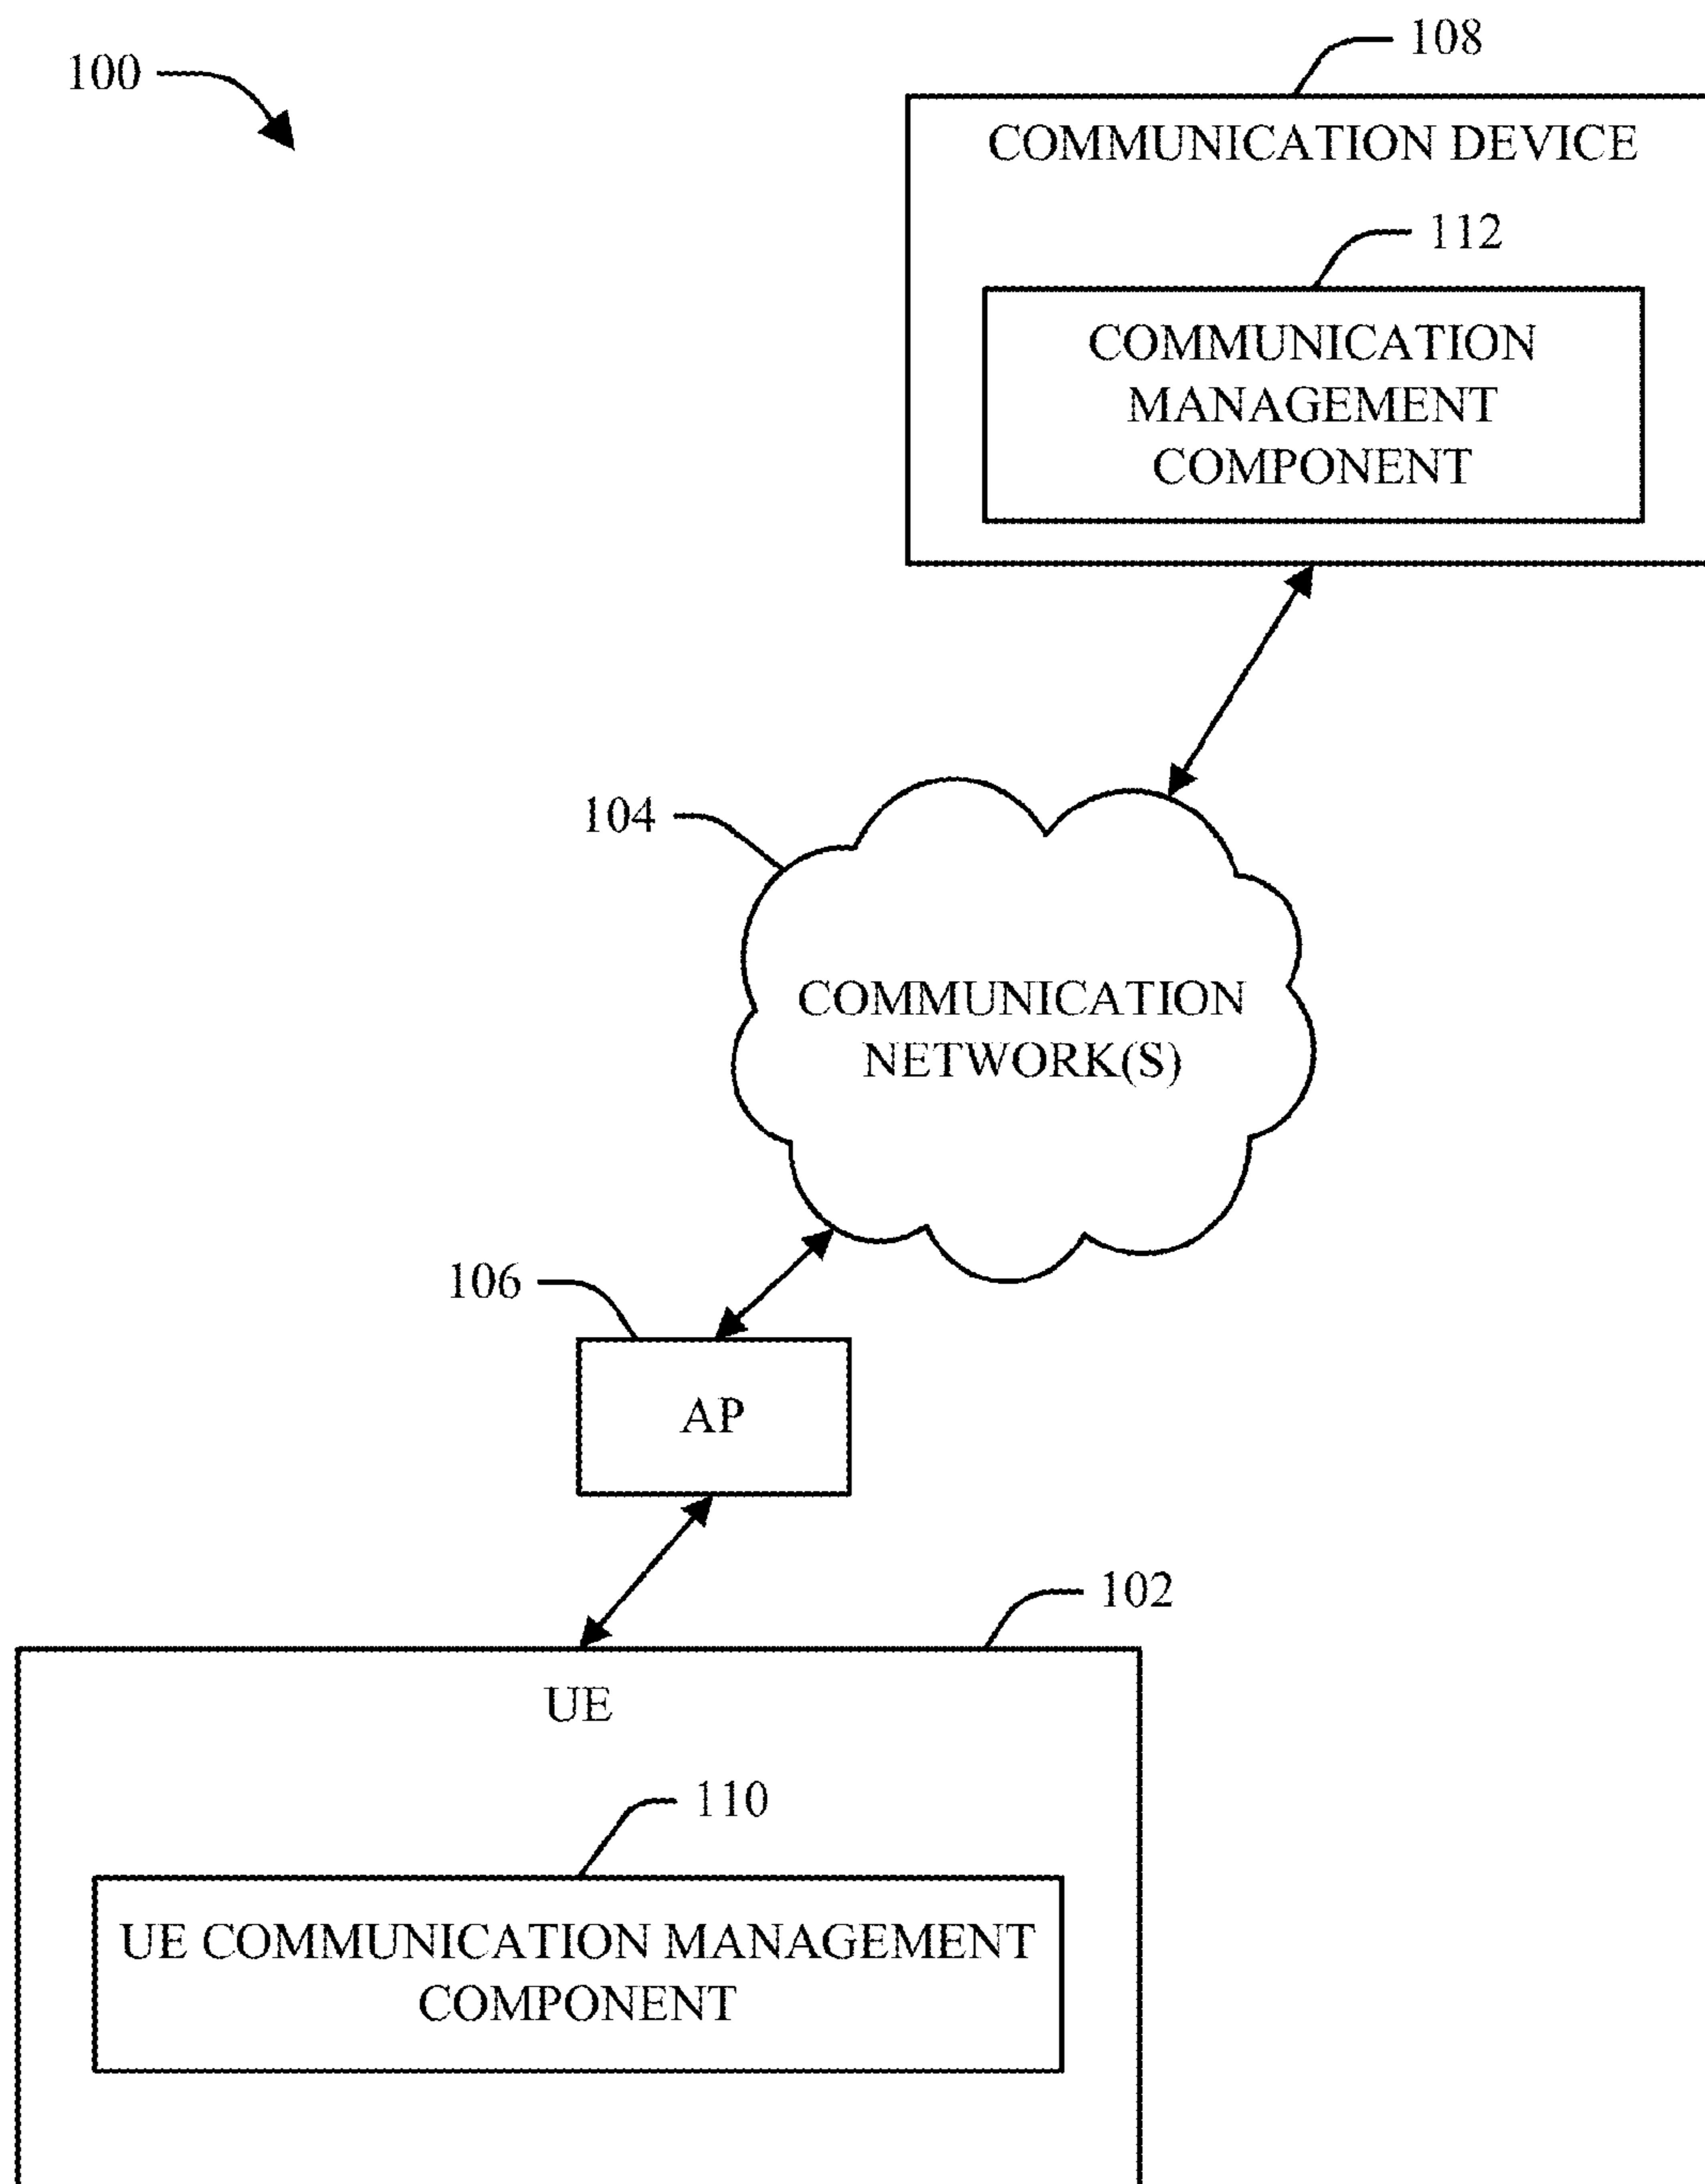 100
108
COMMUNICATION DEVICE
112
COMMUNICATION
MANAGEMENT
COMPONENT
104
COMMUNICATION
NETWORK(S)
106
AP
102
UE
110
UE COMMUNICATION MANAGEMENT
COMPONENT